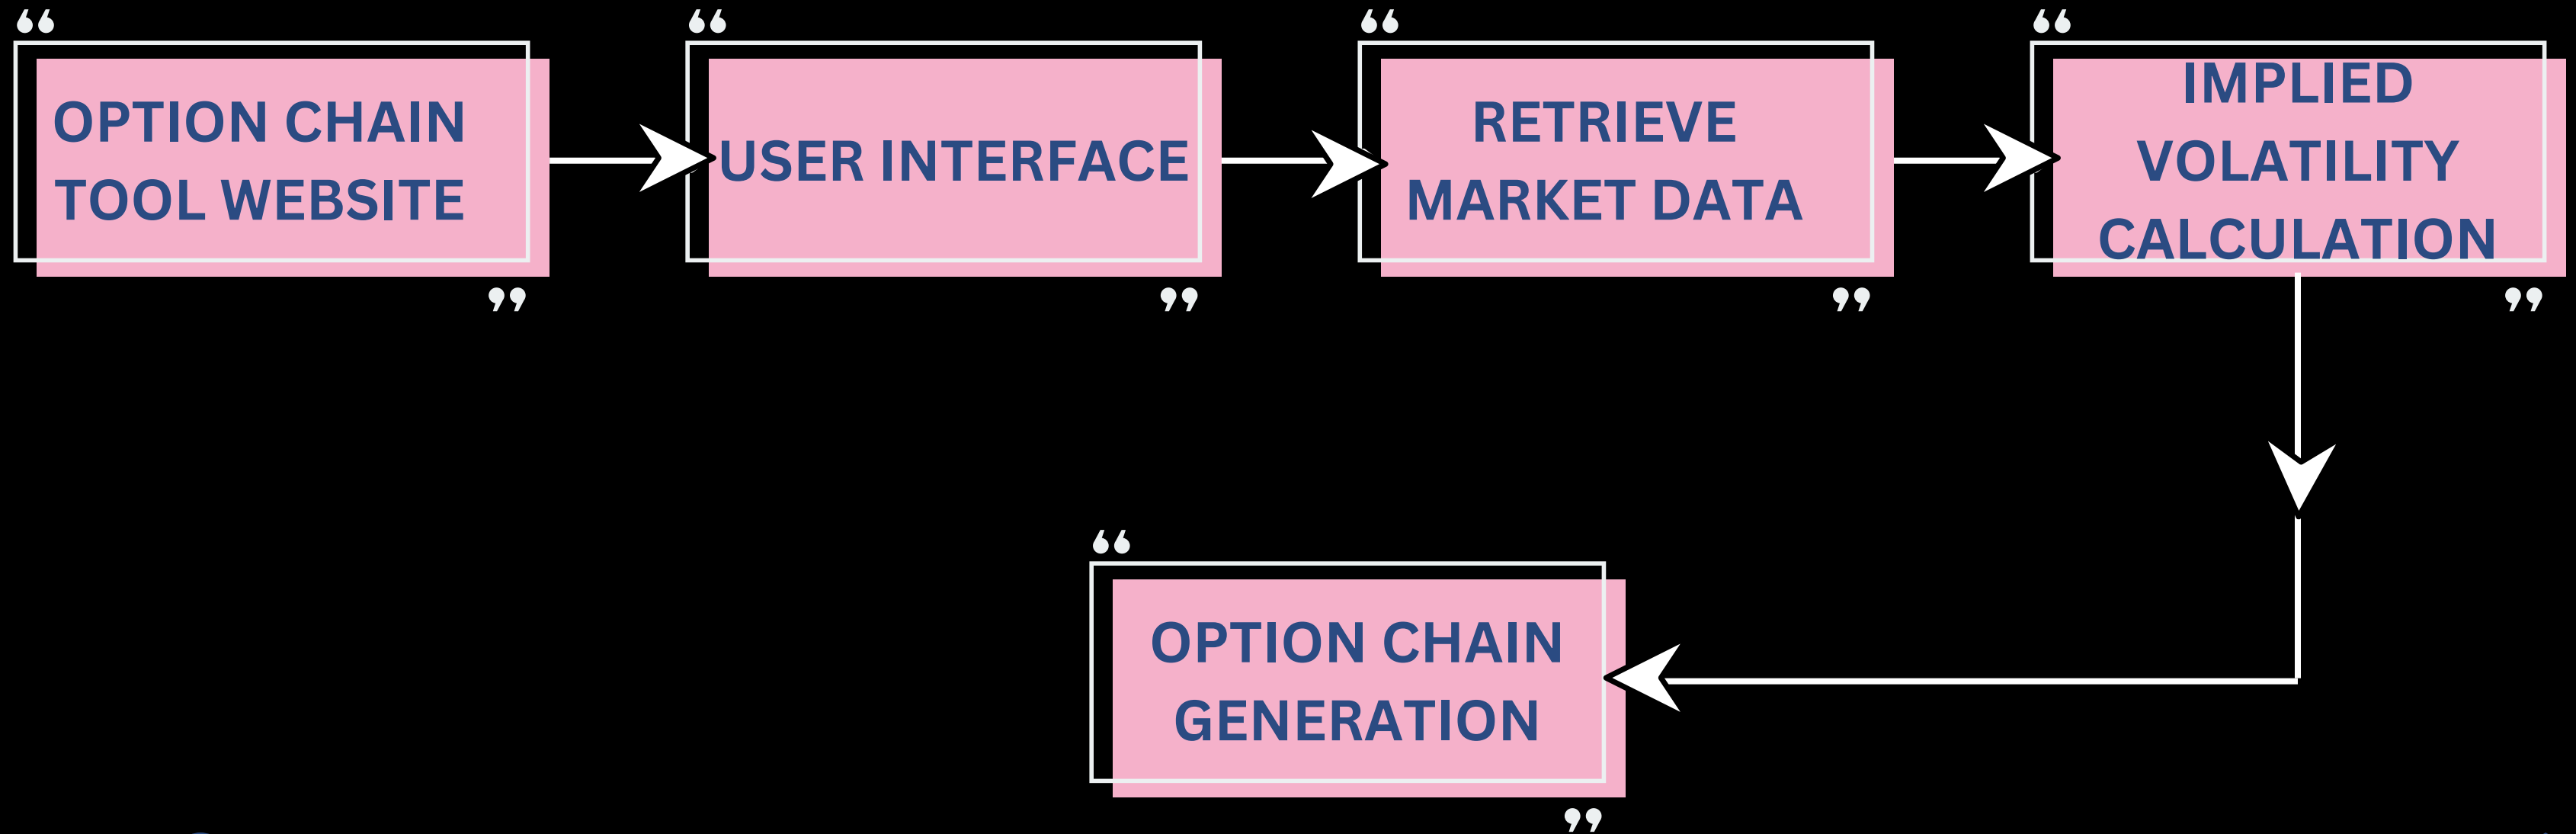 “
OPTION CHAIN
TOOL WEBSITE
”
“
USER INTERFACE
”
“
RETRIEVE
MARKET DATA
”
“
IMPLIED
VOLATILITY
CALCULATION
”
“
OPTION CHAIN
GENERATION
”